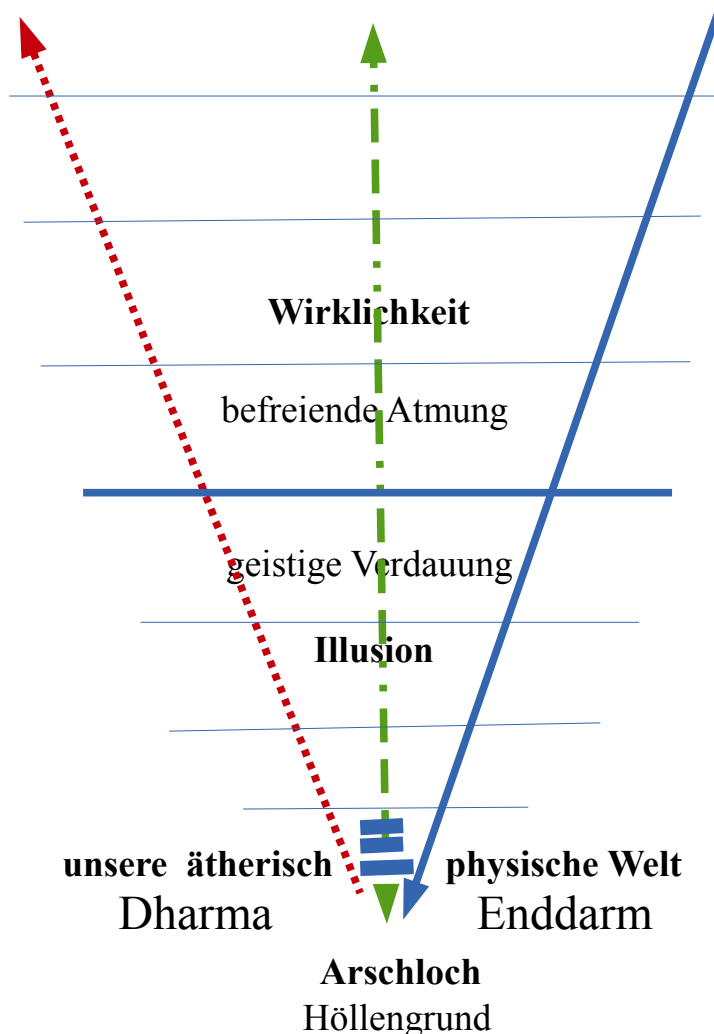 Wirklichkeit
befreiende Atmung
geistige Verdauung
Illusion
unsere ätherisch physische Welt
Dharma Enddarm
Arschloch
Höllengrund